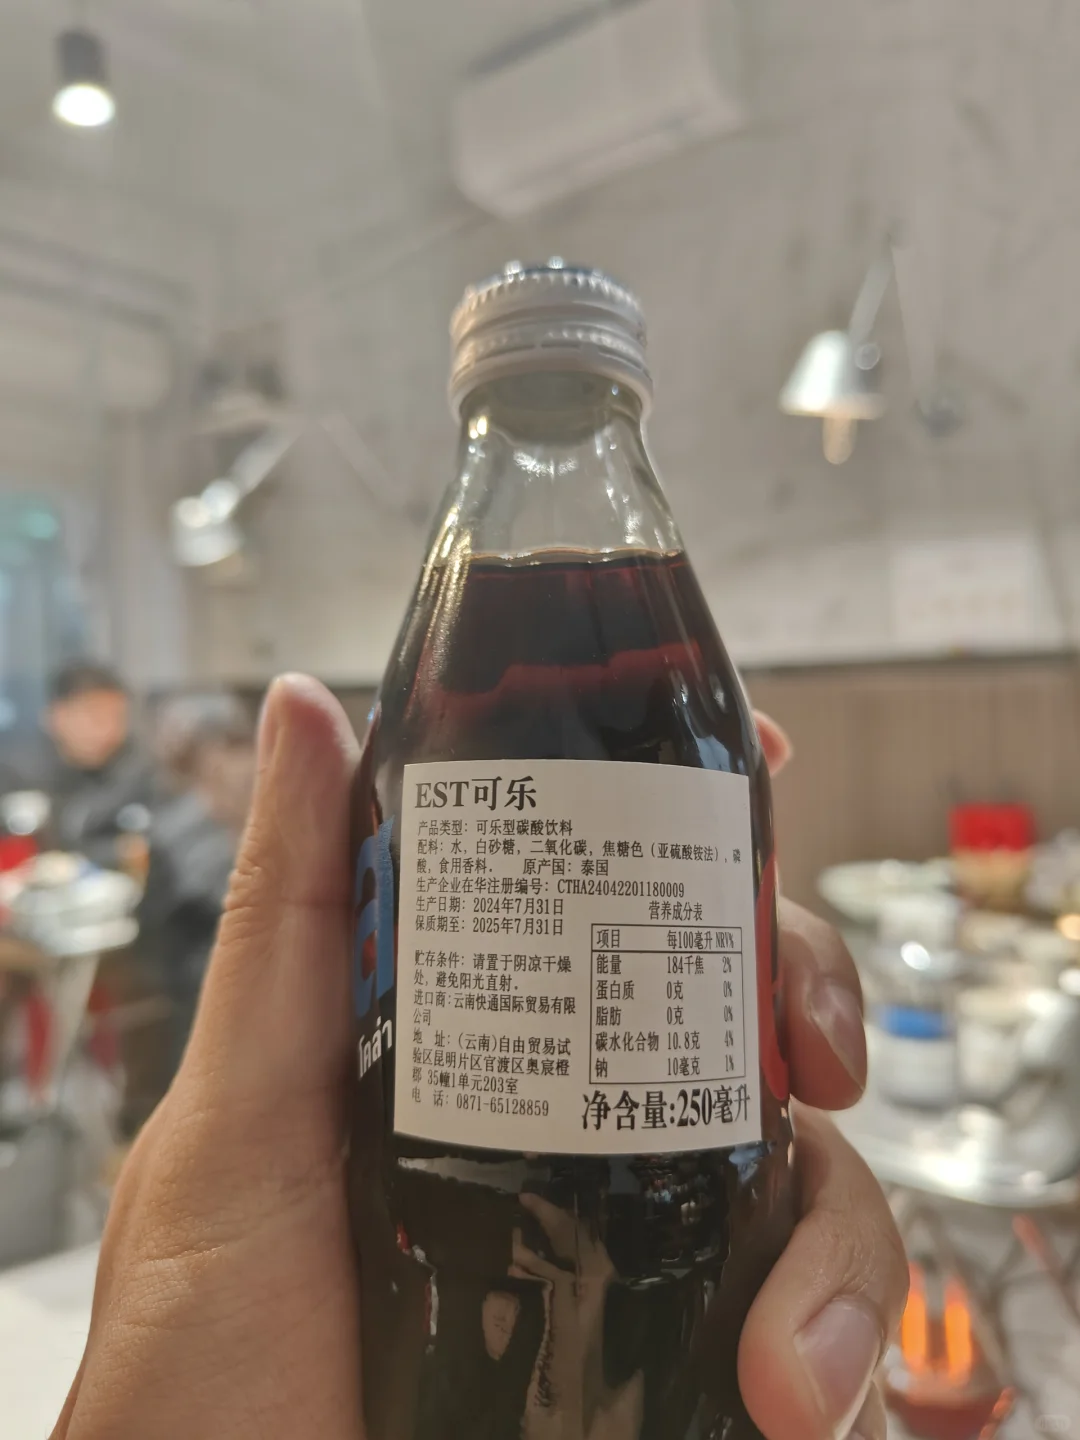 EST可乐
产品类型：可乐型碳酸饮料
配料：水，白砂糖，二氧化碳，焦糖色（亚硫酸铵法），磷
酸，食用香料． 原产国：泰国
生产企业在华注册编号：CTHA24042201180009
生产日期：2024年7月31日
保质期至：2025年7月31日
贮存条件：请置于阴凉干燥
处，避免阳光直射．
进口商:云南快通国际贸易有限
公司
地 址：(云南)自由贸易试
验区昆明片区官渡区奥宸橙
郡 35幢1单元203室
电 话：0871-65128859
营养成分表
项目 每100毫升 NRV%
能量 184千焦 2%
蛋白质 0克 0%
脂肪 0克 0%
碳水化合物 10.8克 4%
钠 10毫克 1%
净含量:250毫升
a
โคล่า